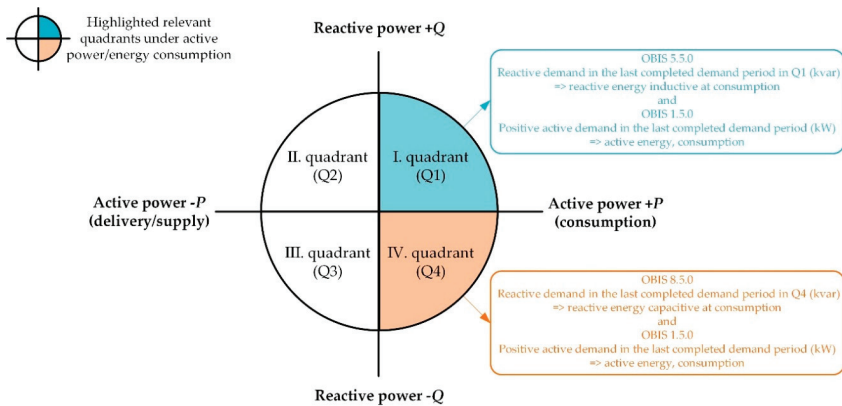 Highlighted relevant
quadrants under active
power/energy consumption
Reactive power +Q
OBIS 5.5.0
Reactive demand in the last completed demand period in Q1 (kvar)
=> reactive energy inductive at consumption
and
OBIS 1.5.0
Positive active demand in the last completed demand period (kW)
=> active energy, consumption
II. quadrant
(Q2)
I. quadrant
(Q1)
Active power -P
(delivery/supply)
Active power +P
(consumption)
III. quadrant
(Q3)
IV. quadrant
(Q4)
OBIS 8.5.0
Reactive demand in the last completed demand period in Q4 (kvar)
=> reactive energy capacitive at consumption
and
OBIS 1.5.0
Positive active demand in the last completed demand period (kW)
=> active energy, consumption
Reactive power -Q